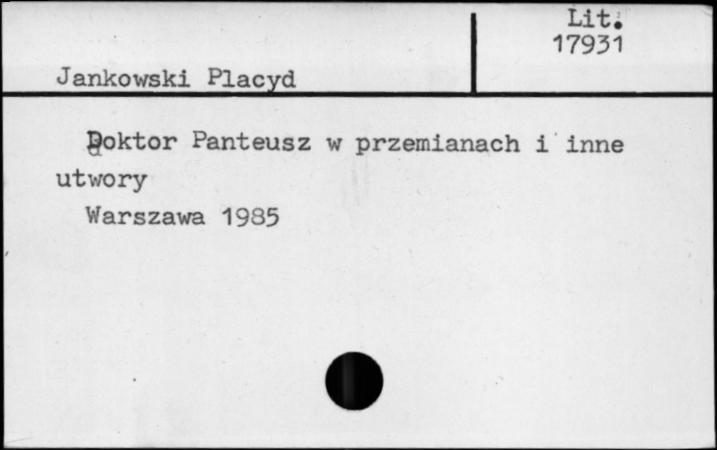 Lit.
17931
Jankowski Placyd
Doktor Panteusz w przemianach i inne
utwory
Warszawa 1985